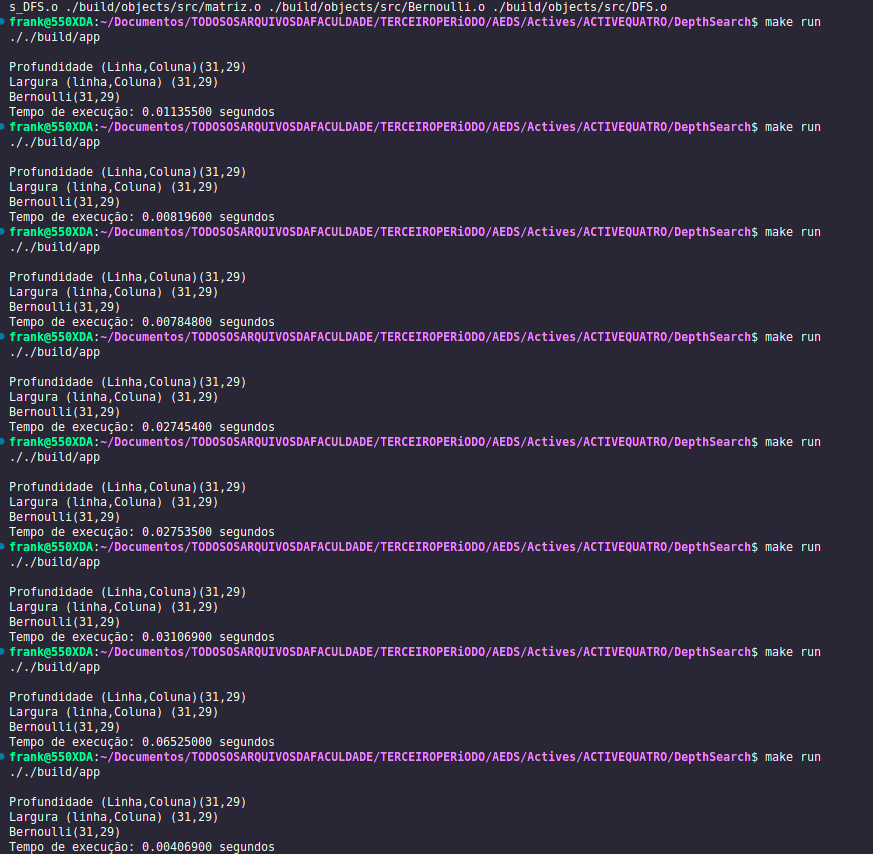 s_DFS.o ./build/objects/src/matriz.o ./build/objects/src/Bernoulli.o ./build/objects/src/DFS.o
frank@550XDA:~/Documentos/TODOSOSARQUIVOSDAFACULDADE/TERCEIROPERiODO/AEDS/Actives/ACTIVEQUATRO/DepthSearch$ make run
././build/app
Profundidade (Linha,Coluna)(31,29)
Largura (linha,Coluna) (31,29)
Bernoulli(31,29)
Tempo de execução: 0.01135500 segundos
frank@550XDA:~/Documentos/TODOSOSARQUIVOSDAFACULDADE/TERCEIROPERiODO/AEDS/Actives/ACTIVEQUATRO/DepthSearch$ make run
././build/app
Profundidade (Linha,Coluna)(31,29)
Largura (linha,Coluna) (31,29)
Bernoulli(31,29)
Tempo de execução: 0.00819600 segundos
frank@550XDA:~/Documentos/TODOSOSARQUIVOSDAFACULDADE/TERCEIROPERiODO/AEDS/Actives/ACTIVEQUATRO/DepthSearch$ make run
././build/app
Profundidade (Linha,Coluna)(31,29)
Largura (linha,Coluna) (31,29)
Bernoulli(31,29)
Tempo de execução: 0.00784800 segundos
frank@550XDA:~/Documentos/TODOSOSARQUIVOSDAFACULDADE/TERCEIROPERiODO/AEDS/Actives/ACTIVEQUATRO/DepthSearch$ make run
././build/app
Profundidade (Linha,Coluna)(31,29)
Largura (linha,Coluna) (31,29)
Bernoulli(31,29)
Tempo de execução: 0.02745400 segundos
frank@550XDA:~/Documentos/TODOSOSARQUIVOSDAFACULDADE/TERCEIROPERiODO/AEDS/Actives/ACTIVEQUATRO/DepthSearch$ make run
././build/app
Profundidade (Linha,Coluna)(31,29)
Largura (linha,Coluna) (31,29)
Bernoulli(31,29)
Tempo de execução: 0.02753500 segundos
frank@550XDA:~/Documentos/TODOSOSARQUIVOSDAFACULDADE/TERCEIROPERiODO/AEDS/Actives/ACTIVEQUATRO/DepthSearch$ make run
././build/app
Profundidade (Linha,Coluna)(31,29)
Largura (linha,Coluna) (31,29)
Bernoulli(31,29)
Tempo de execução: 0.03106900 segundos
frank@550XDA:~/Documentos/TODOSOSARQUIVOSDAFACULDADE/TERCEIROPERiODO/AEDS/Actives/ACTIVEQUATRO/DepthSearch$ make run
././build/app
Profundidade (Linha,Coluna)(31,29)
Largura (linha,Coluna) (31,29)
Bernoulli(31,29)
Tempo de execução: 0.06525000 segundos
frank@550XDA:~/Documentos/TODOSOSARQUIVOSDAFACULDADE/TERCEIROPERiODO/AEDS/Actives/ACTIVEQUATRO/DepthSearch$ make run
././build/app
Profundidade (Linha,Coluna)(31,29)
Largura (linha,Coluna) (31,29)
Bernoulli(31,29)
Tempo de execução: 0.00406900 segundos